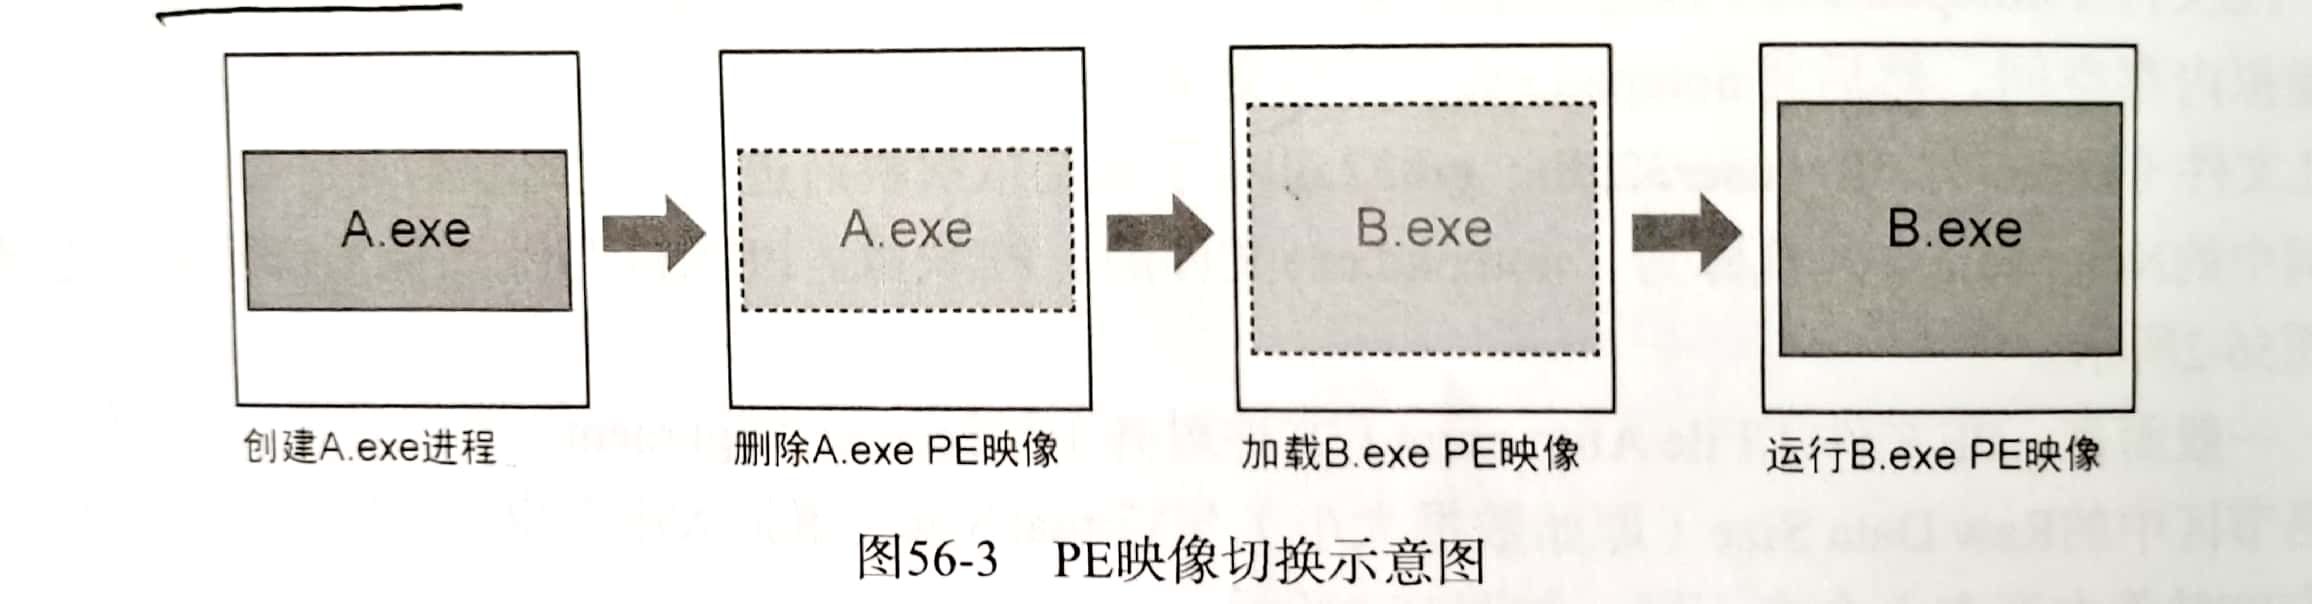 A.exe
A.exe
B.exe
B.exe
创建A.exe进程
删除A.exe PE映像
加载B.exe PE映像
运行B.exe PE映像
图56-3 PE映像切换示意图